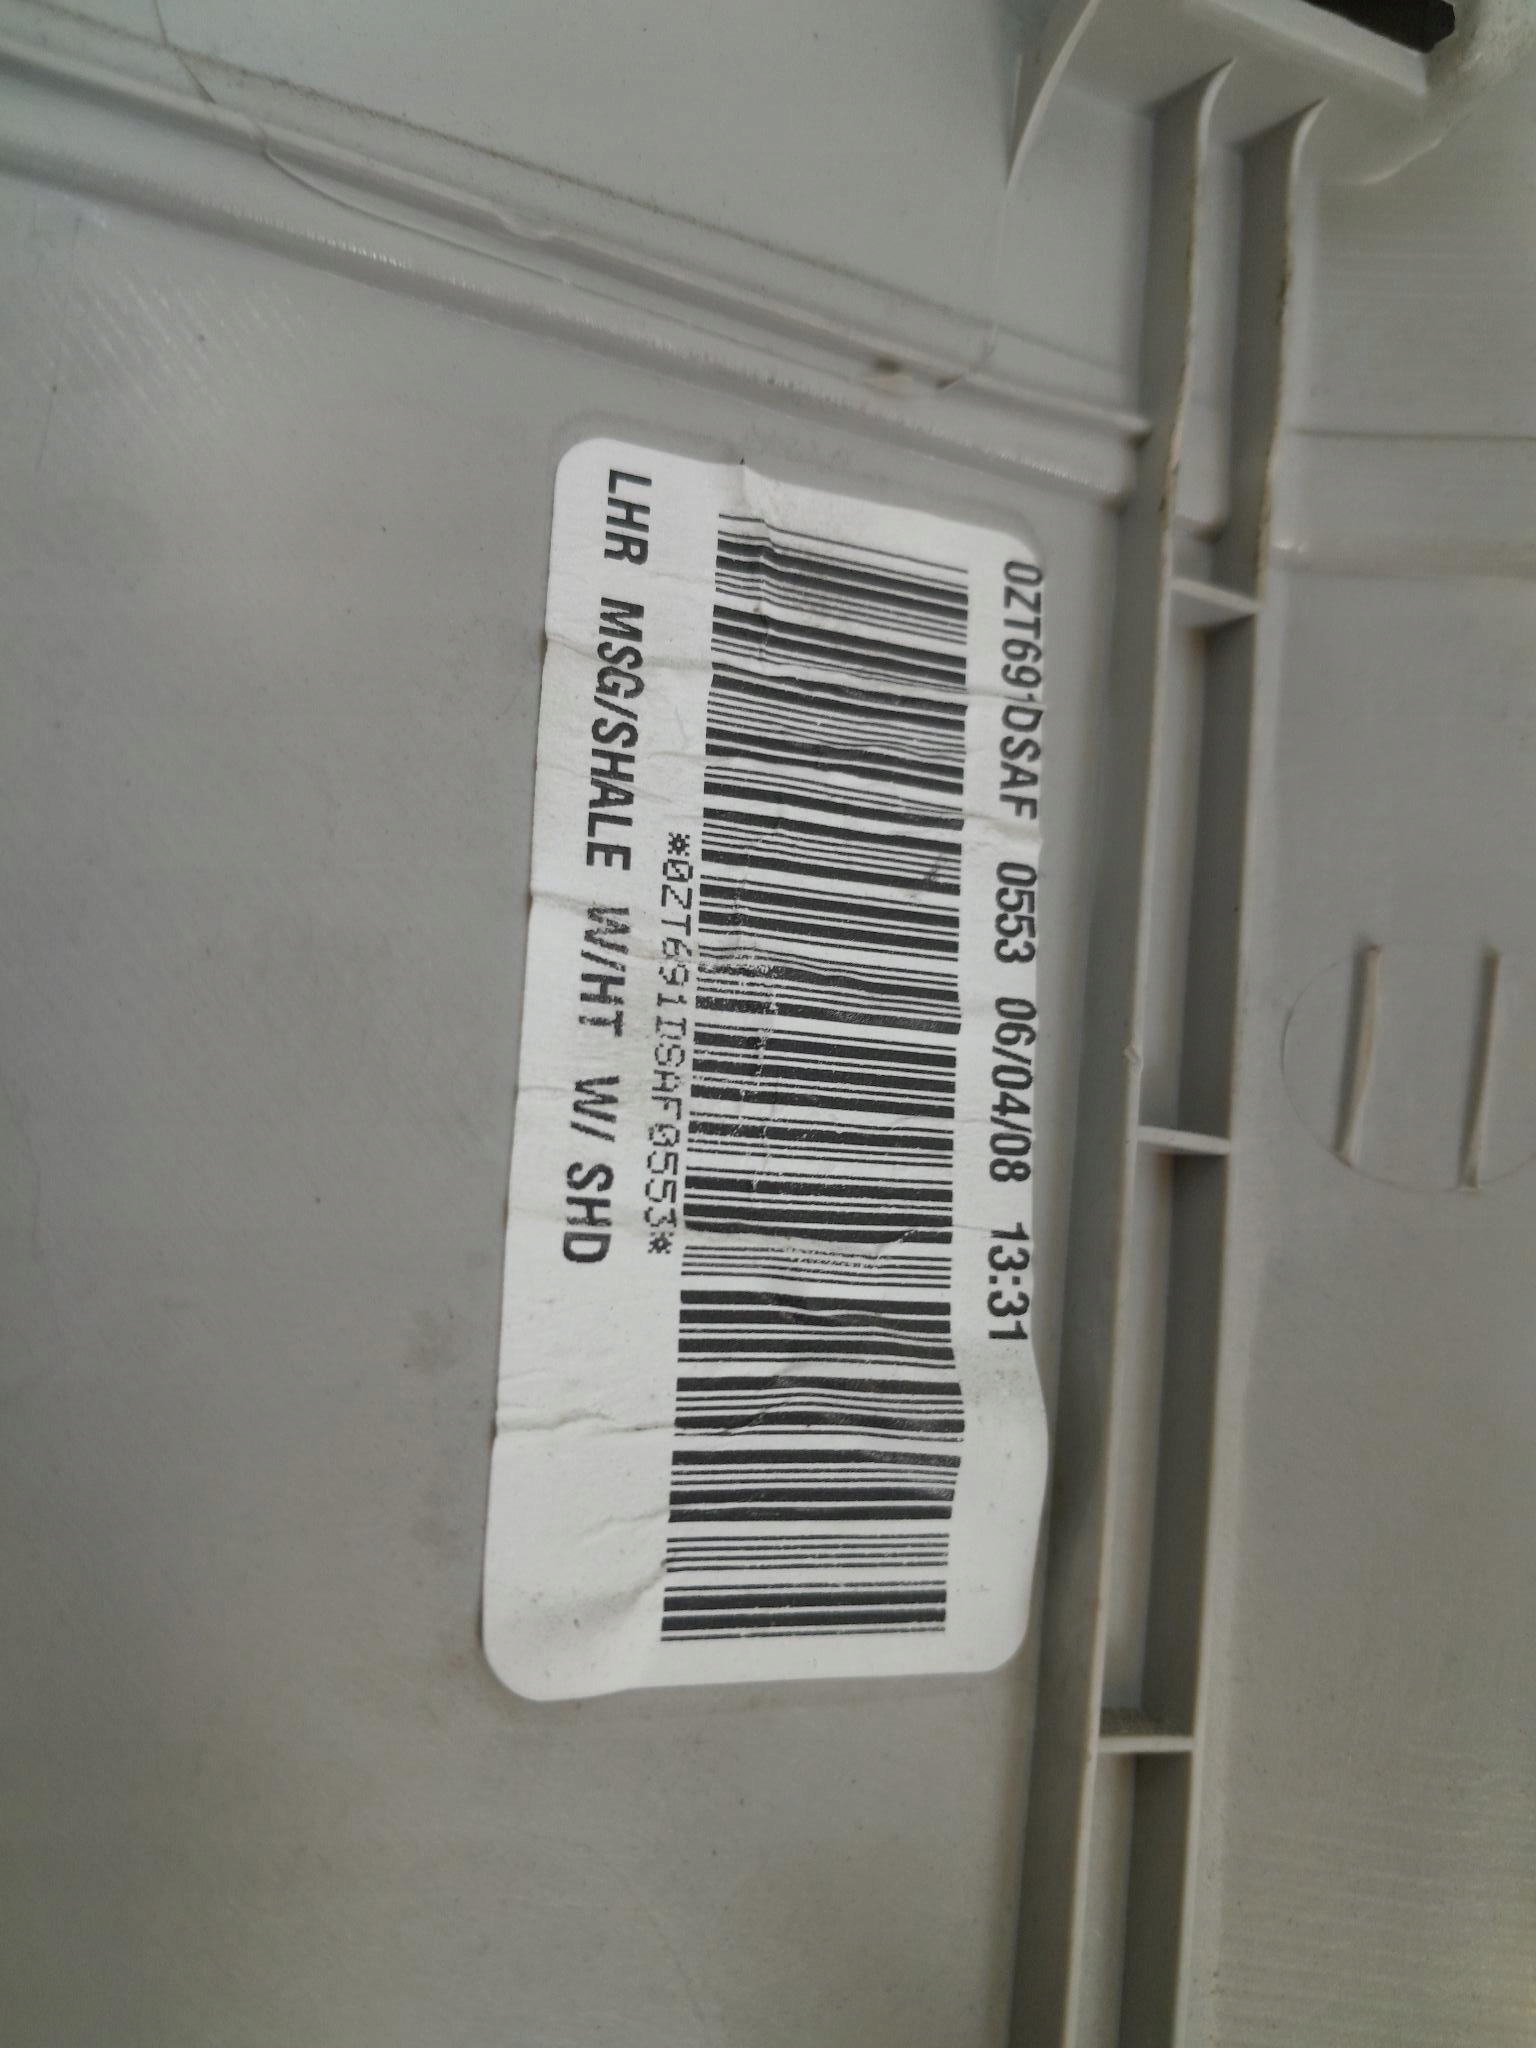 0ZT691DSAF 0553 06/04/08 13:31
*0ZT691DSAF0553*
LHR MSG/SHALE W/HT W/ SHD